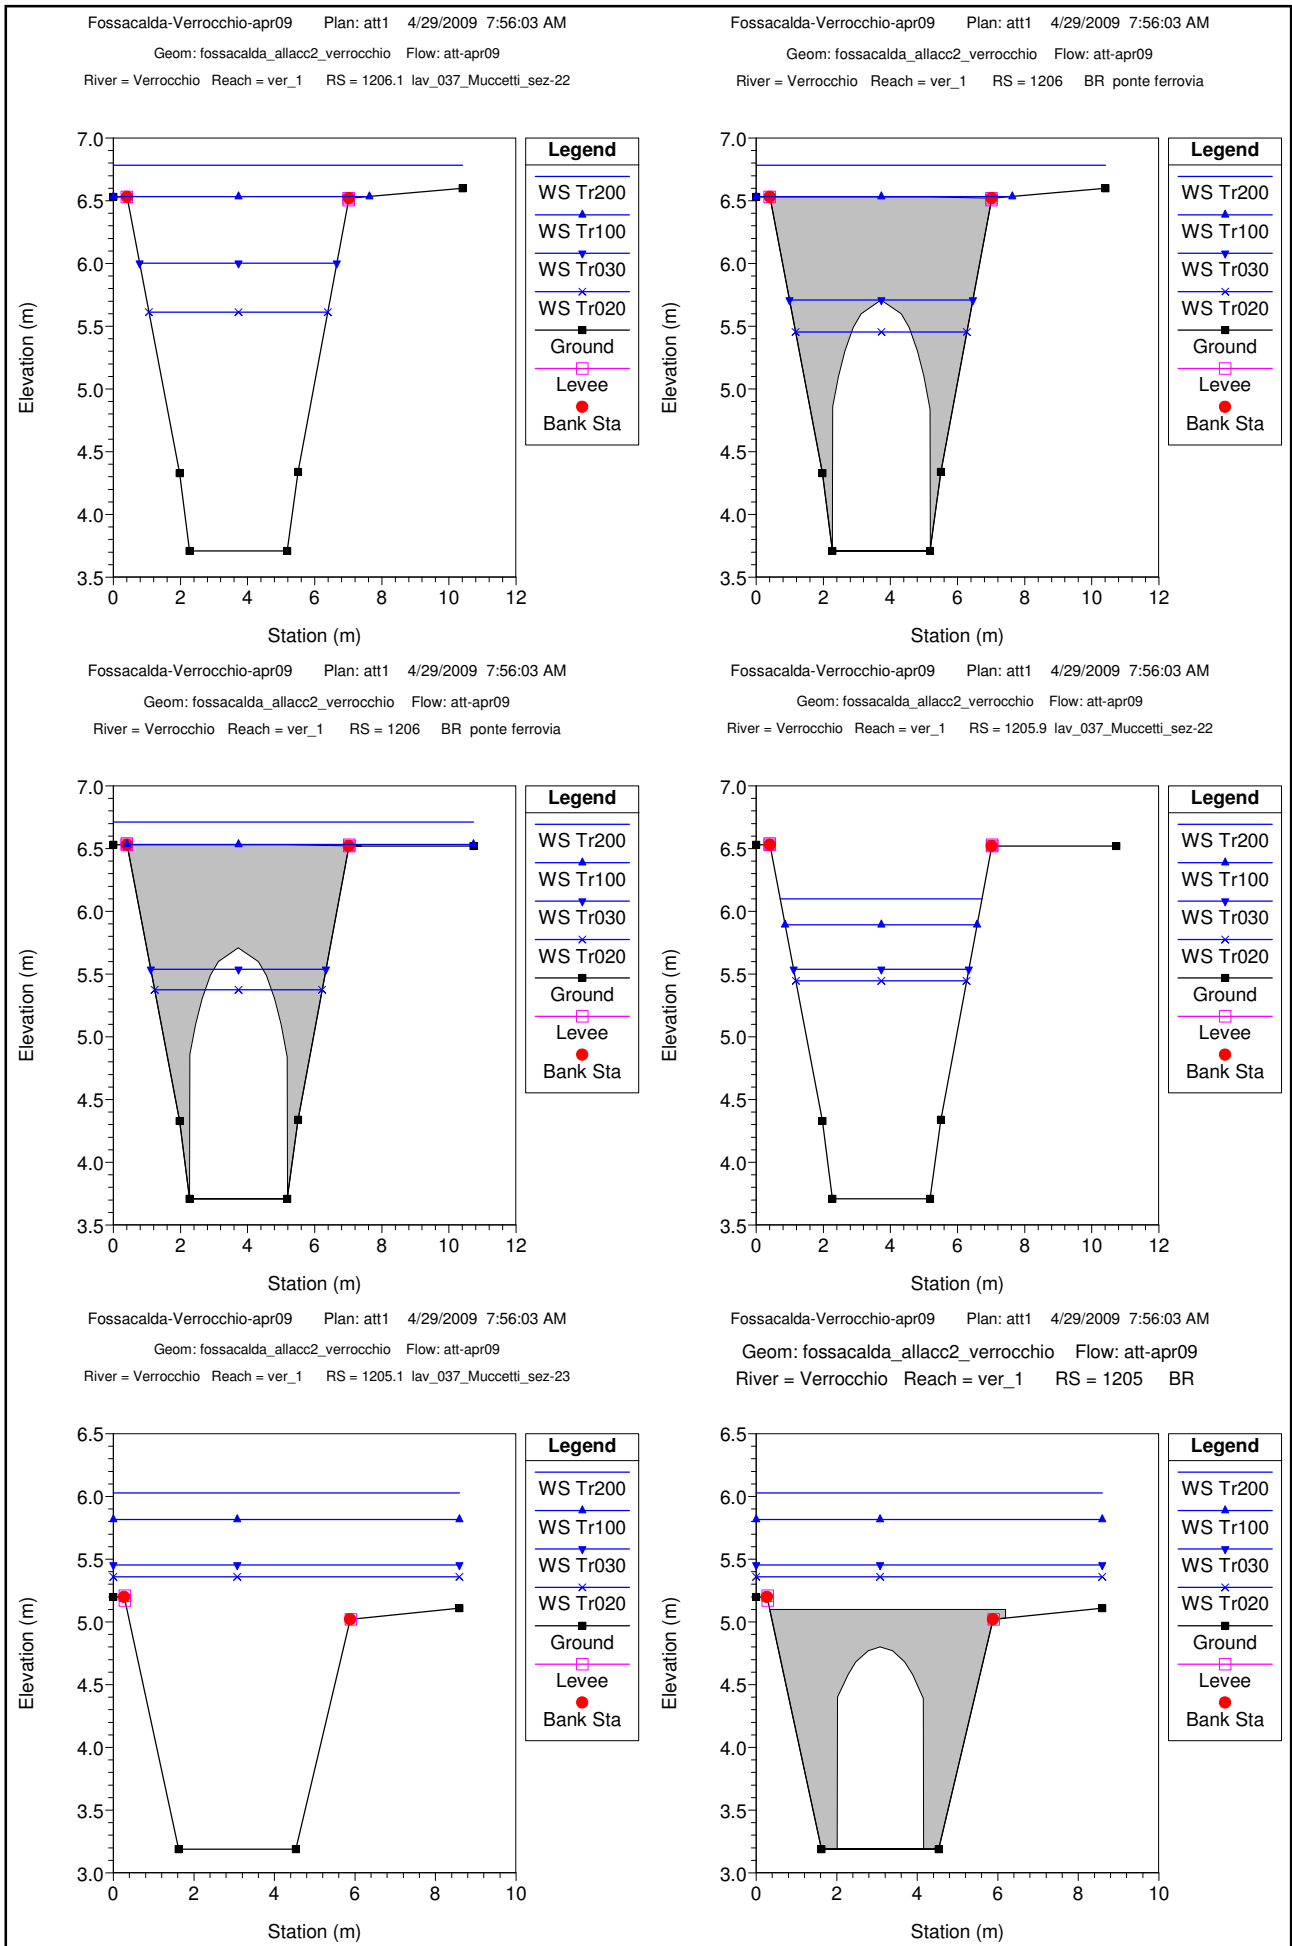 Fossacalda-Verrocchio-apr09 Plan: att1 4/29/2009 7:56:03 AM
Geom: fossacalda_allacc2_verrocchio Flow: att-apr09
River = Verrocchio Reach = ver_1 RS = 1206.1 lav_037_Muccetti_sez-22
7.0
6.5
6.0
5.5
5.0
4.5
4.0
3.5
Elevation (m)
0 2 4 6 8 10 12
Station (m)
Legend
WS Tr200
WS Tr100
WS Tr030
WS Tr020
Ground
Levee
Bank Sta
Fossacalda-Verrocchio-apr09 Plan: att1 4/29/2009 7:56:03 AM
Geom: fossacalda_allacc2_verrocchio Flow: att-apr09
River = Verrocchio Reach = ver_1 RS = 1206 BR ponte ferrovia
7.0
6.5
6.0
5.5
5.0
4.5
4.0
3.5
Elevation (m)
0 2 4 6 8 10 12
Station (m)
Legend
WS Tr200
WS Tr100
WS Tr030
WS Tr020
Ground
Levee
Bank Sta
Fossacalda-Verrocchio-apr09 Plan: att1 4/29/2009 7:56:03 AM
Geom: fossacalda_allacc2_verrocchio Flow: att-apr09
River = Verrocchio Reach = ver_1 RS = 1206 BR ponte ferrovia
7.0
6.5
6.0
5.5
5.0
4.5
4.0
3.5
Elevation (m)
0 2 4 6 8 10 12
Station (m)
Legend
WS Tr200
WS Tr100
WS Tr030
WS Tr020
Ground
Levee
Bank Sta
Fossacalda-Verrocchio-apr09 Plan: att1 4/29/2009 7:56:03 AM
Geom: fossacalda_allacc2_verrocchio Flow: att-apr09
River = Verrocchio Reach = ver_1 RS = 1205.9 lav_037_Muccetti_sez-22
7.0
6.5
6.0
5.5
5.0
4.5
4.0
3.5
Elevation (m)
0 2 4 6 8 10 12
Station (m)
Legend
WS Tr200
WS Tr100
WS Tr030
WS Tr020
Ground
Levee
Bank Sta
Fossacalda-Verrocchio-apr09 Plan: att1 4/29/2009 7:56:03 AM
Geom: fossacalda_allacc2_verrocchio Flow: att-apr09
River = Verrocchio Reach = ver_1 RS = 1205.1 lav_037_Muccetti_sez-23
6.5
6.0
5.5
5.0
4.5
4.0
3.5
3.0
Elevation (m)
0 2 4 6 8 10
Station (m)
Legend
WS Tr200
WS Tr100
WS Tr030
WS Tr020
Ground
Levee
Bank Sta
Fossacalda-Verrocchio-apr09 Plan: att1 4/29/2009 7:56:03 AM
Geom: fossacalda_allacc2_verrocchio Flow: att-apr09
River = Verrocchio Reach = ver_1 RS = 1205 BR
6.5
6.0
5.5
5.0
4.5
4.0
3.5
3.0
Elevation (m)
0 2 4 6 8 10
Station (m)
Legend
WS Tr200
WS Tr100
WS Tr030
WS Tr020
Ground
Levee
Bank Sta